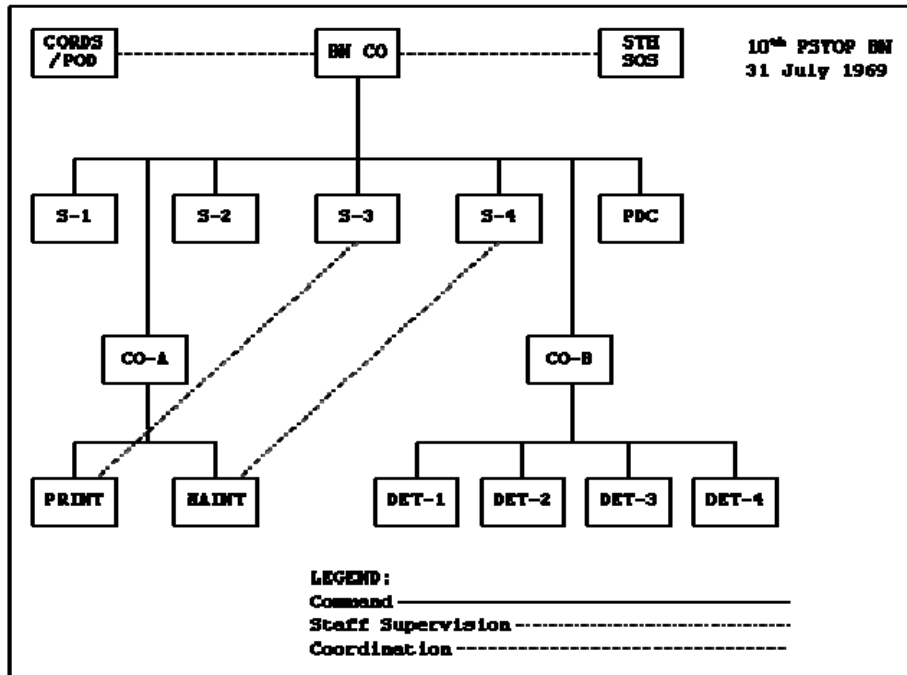 CORDS
/POD
BN CO
5TH
SOS
10th PSYOP BN
31 July 1969
S-1
S-2
S-3
S-4
PDC
CO-A
CO-B
PRINT
MAINT
DET-1
DET-2
DET-3
DET-4
LEGEND:
Command
Staff Supervision
Coordination